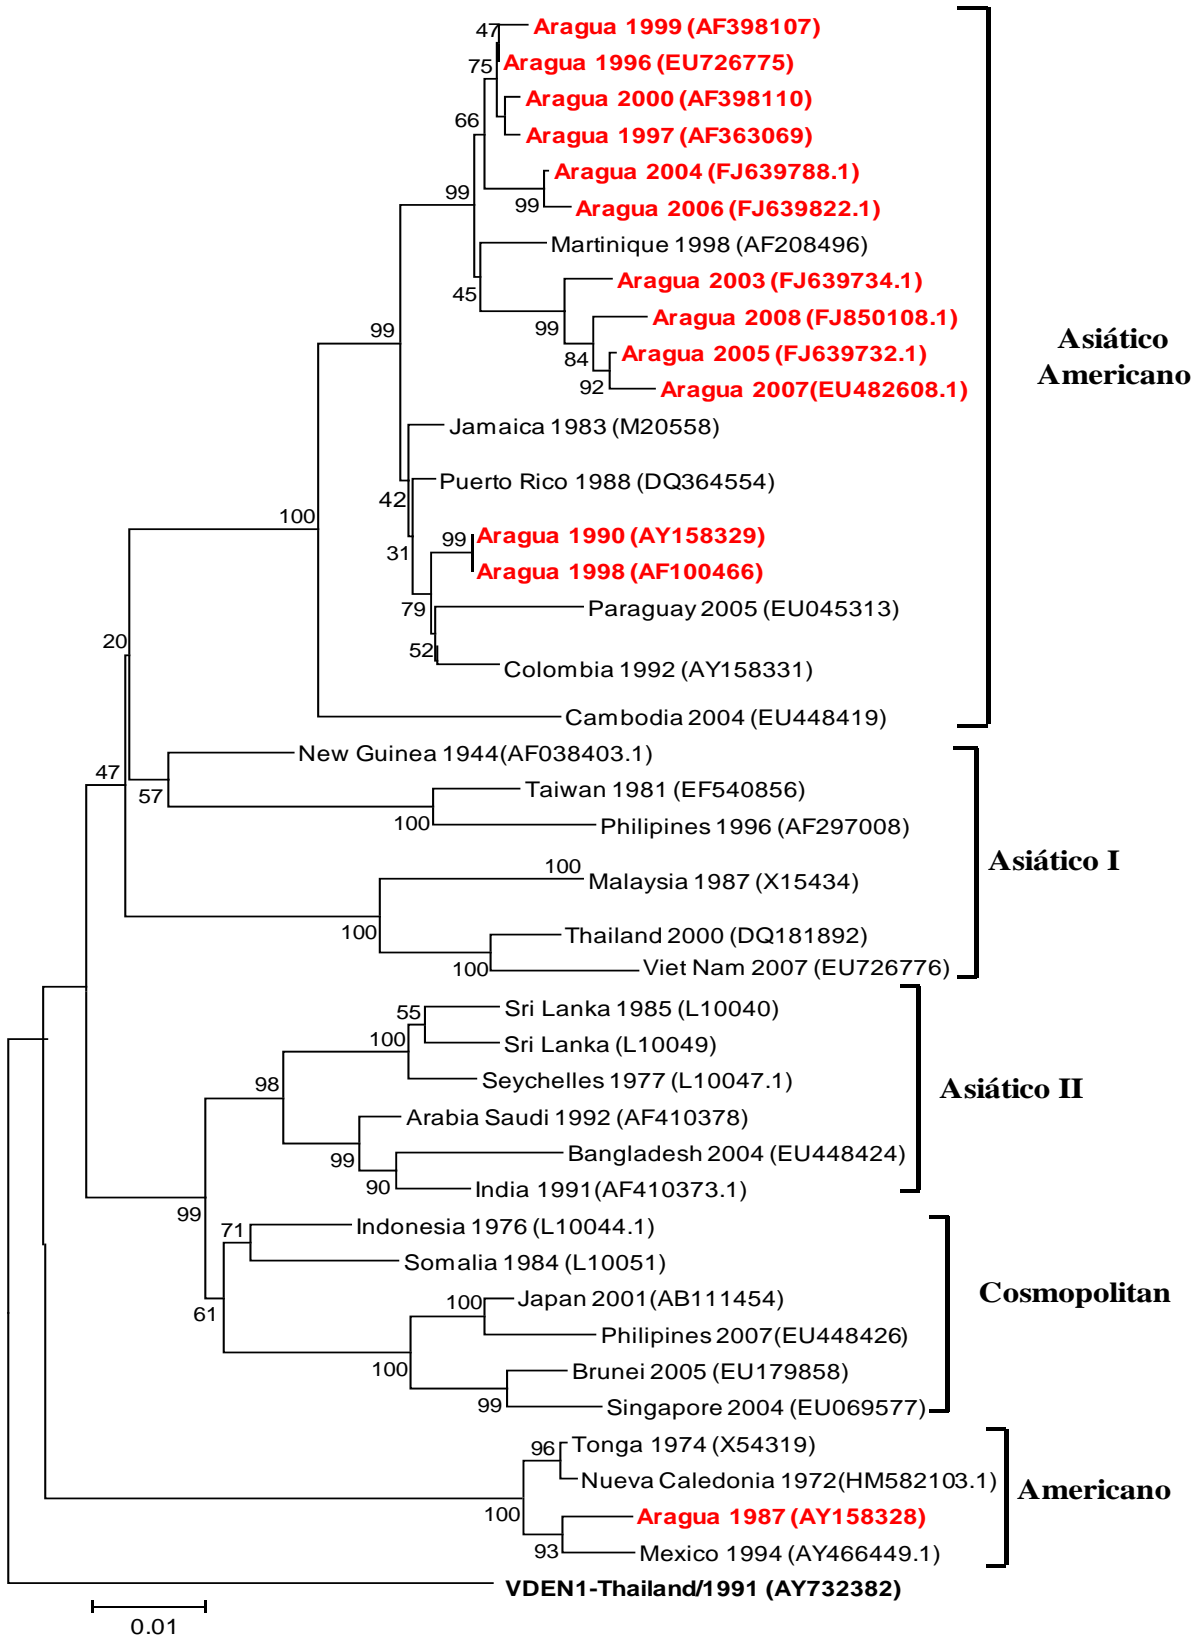 47
Aragua 1999 (AF398107)
75
Aragua 1996 (EU726775)
Aragua 2000 (AF398110)
66
Aragua 1997 (AF363069)
Aragua 2004 (FJ639788.1)
99
99
Aragua 2006 (FJ639822.1)
Martinique 1998 (AF208496)
Aragua 2003 (FJ639734.1)
45
99
Aragua 2008 (FJ850108.1)
99
84
Aragua 2005 (FJ639732.1)
92
Aragua 2007(EU482608.1)
Asiático
Americano
Jamaica 1983 (M20558)
Puerto Rico 1988 (DQ364554)
42
100
99
Aragua 1990 (AY158329)
31
Aragua 1998 (AF100466)
79
Paraguay 2005 (EU045313)
20
52
Colombia 1992 (AY158331)
Cambodia 2004 (EU448419)
New Guinea 1944(AF038403.1)
47
57
Taiwan 1981 (EF540856)
100
Philipines 1996 (AF297008)
Asiático I
100
Malaysia 1987 (X15434)
100
Thailand 2000 (DQ181892)
100
Viet Nam 2007 (EU726776)
55
Sri Lanka 1985 (L10040)
100
Sri Lanka (L10049)
98
Seychelles 1977 (L10047.1)
Asiático II
Arabia Saudi 1992 (AF410378)
99
Bangladesh 2004 (EU448424)
90
India 1991(AF410373.1)
99
71
Indonesia 1976 (L10044.1)
Somalia 1984 (L10051)
61
100
Japan 2001(AB111454)
Cosmopolitan
Philipines 2007(EU448426)
100
Brunei 2005 (EU179858)
99
Singapore 2004 (EU069577)
96
Tonga 1974 (X54319)
Nueva Caledonia 1972(HM582103.1)
Americano
100
Aragua 1987 (AY158328)
93
Mexico 1994 (AY466449.1)
VDEN1-Thailand/1991 (AY732382)
0.01